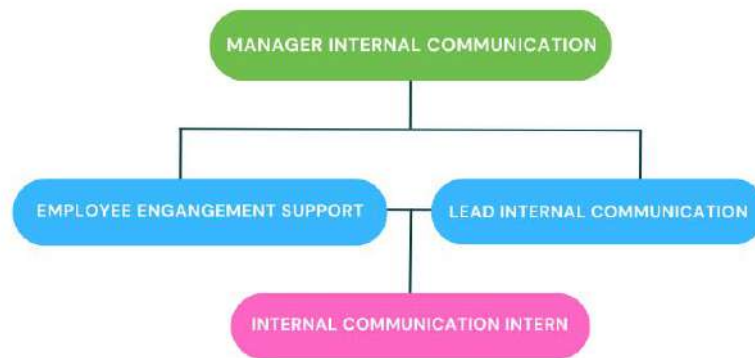 MANAGER INTERNAL COMMUNICATION
EMPLOYEE ENGANGEMENT SUPPORT
LEAD INTERNAL COMMUNICATION
INTERNAL COMMUNICATION INTERN